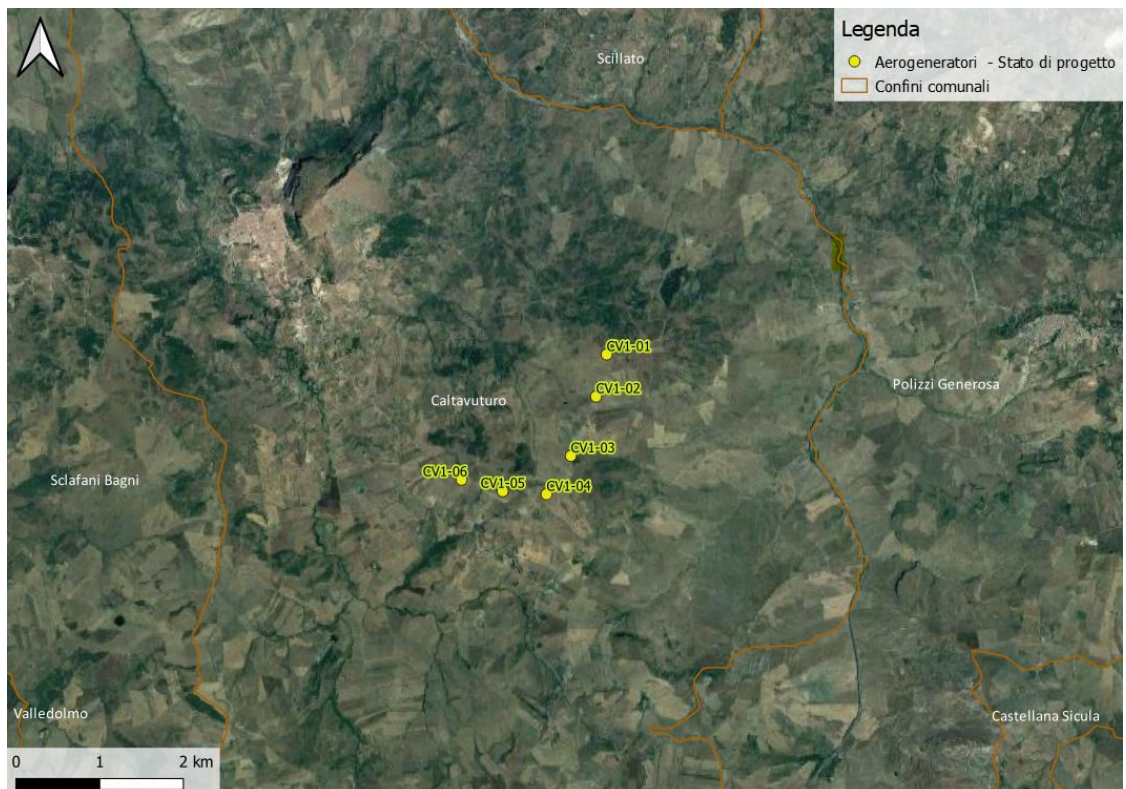 Legenda
Aerogeneratori - Stato di progetto
Confini comunali
Scillato
CV1-01
CV1-02
Polizzi Generosa
Caltavuturo
CV1-03
CV1-06
CV1-05
CV1-04
Sclafani Bagni
Valledolmo
Castellana Sicula
0 1 2 km